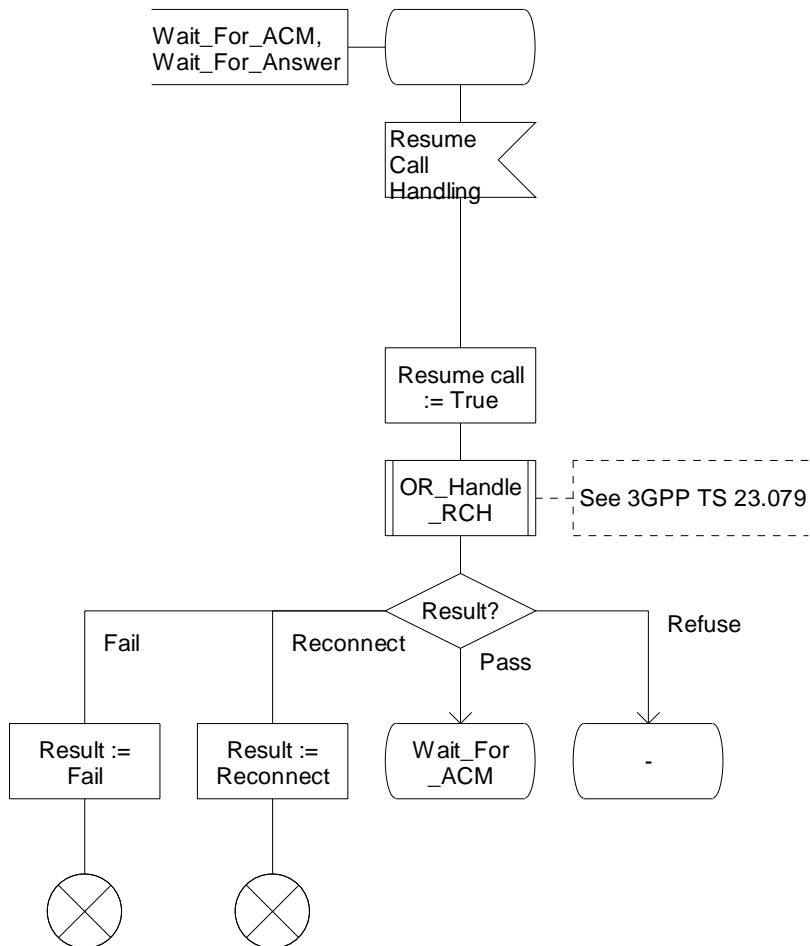 Wait_For_ACM,
Wait_For_Answer
Resume
Call
Handling
Resume call
:= True
OR_Handle
_RCH
See 3GPP TS 23.079
Result?
Fail
Reconnect
Pass
Refuse
Result :=
Fail
Result :=
Reconnect
Wait_For
_ACM
-